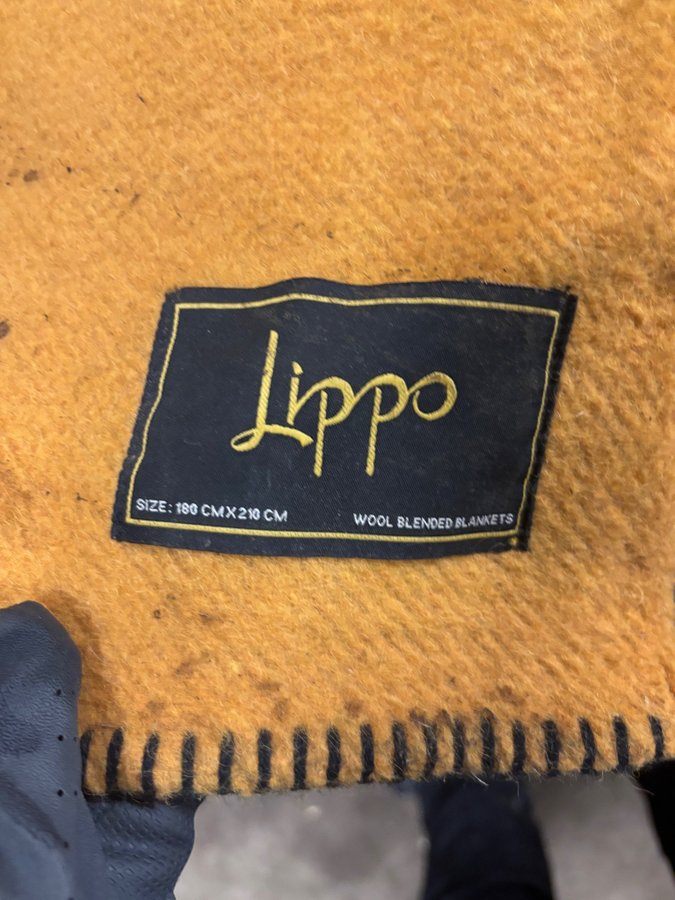 Lippo
SIZE: 180 CM X 210 CM
WOOL BLENDED BLANKETS